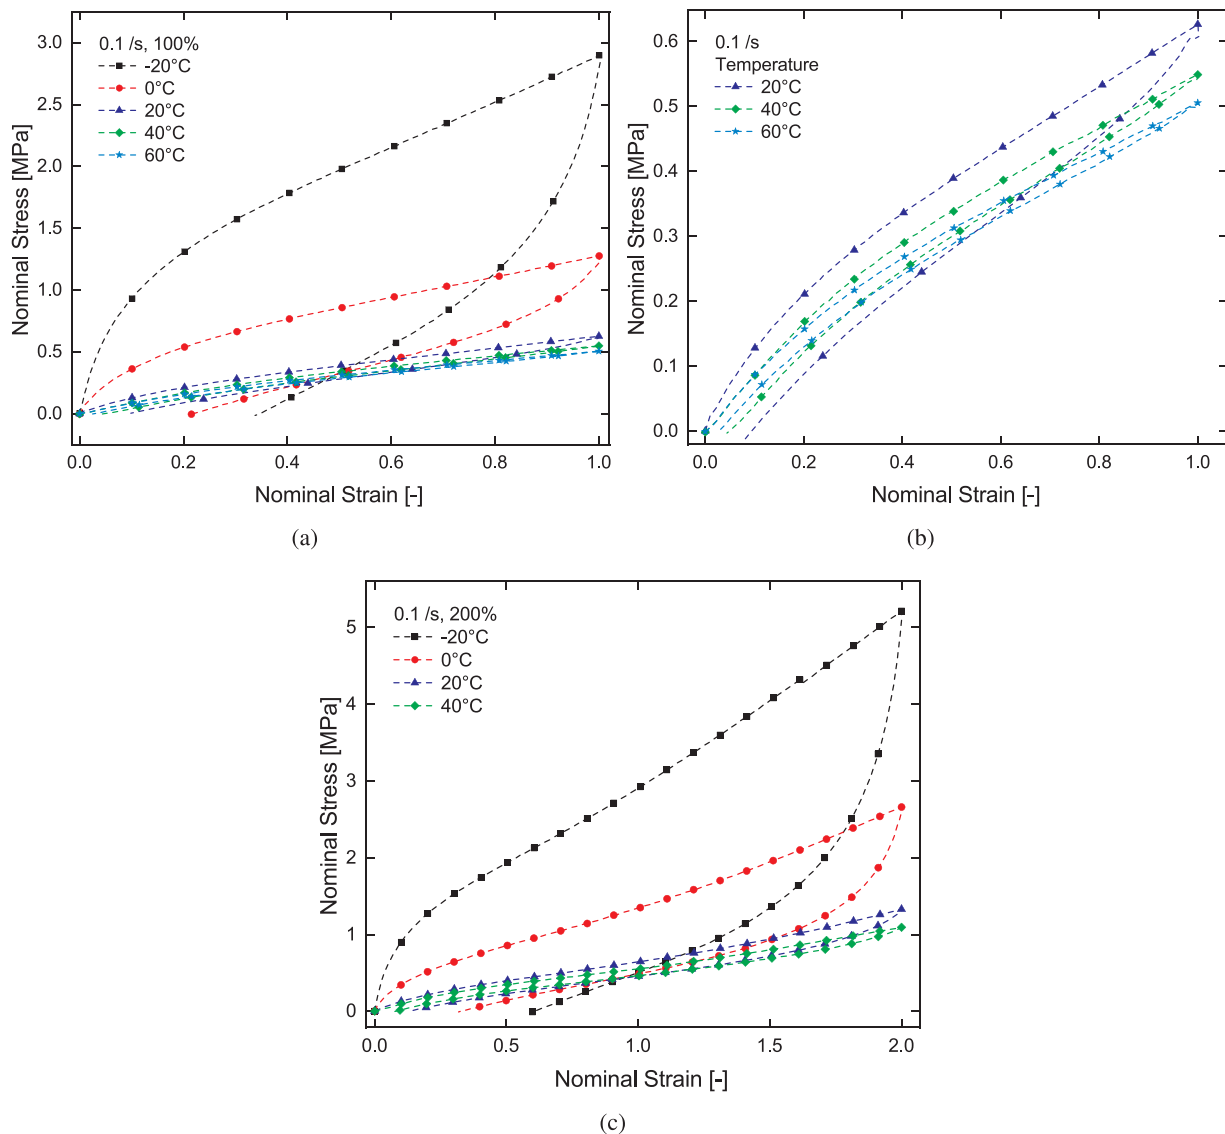 0.1 /s, 100%
-20°C
0°C
20°C
40°C
60°C
3.0
2.5
2.0
1.5
1.0
0.5
0.0
Nominal Stress [MPa]
0.0 0.2 0.4 0.6 0.8 1.0
Nominal Strain [-]
(a)
0.1 /s
Temperature
20°C
40°C
60°C
0.6
0.5
0.4
0.3
0.2
0.1
0.0
Nominal Stress [MPa]
0.0 0.2 0.4 0.6 0.8 1.0
Nominal Strain [-]
(b)
0.1 /s, 200%
-20°C
0°C
20°C
40°C
5
4
3
2
1
0
Nominal Stress [MPa]
0.0 0.5 1.0 1.5 2.0
Nominal Strain [-]
(c)